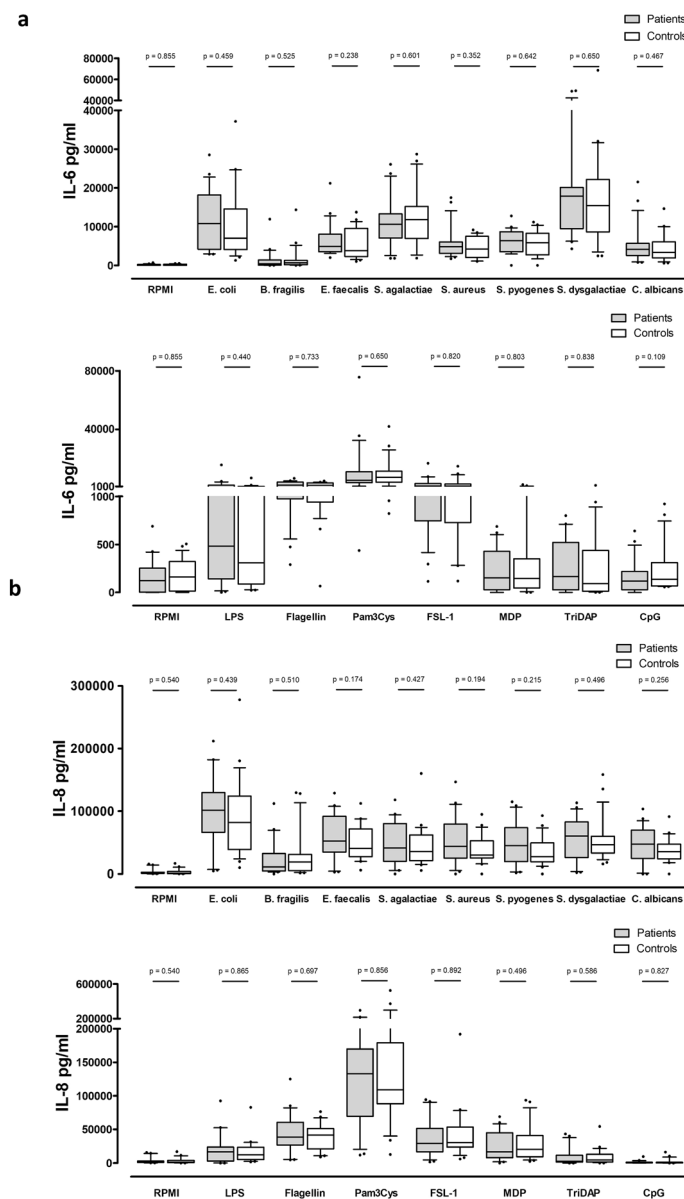 a
Patients
Controls
p = 0.855 p = 0.459 p = 0.525 p = 0.238 p = 0.601 p = 0.352 p = 0.642 p = 0.650 p = 0.467
80000
60000
40000
30000
20000
10000
0
IL-6 pg/ml
RPMI E. coli B. fragilis E. faecalis S. agalactiae S. aureus S. pyogenes S. dysgalactiae C. albicans
Patients
Controls
p = 0.855 p = 0.440 p = 0.733 p = 0.650 p = 0.820 p = 0.803 p = 0.838 p = 0.109
80000
40000
1000
1000
500
0
IL-6 pg/ml
RPMI LPS Flagellin Pam3Cys FSL-1 MDP TriDAP CpG
b
Patients
Controls
p = 0.540 p = 0.439 p = 0.510 p = 0.174 p = 0.427 p = 0.194 p = 0.215 p = 0.496 p = 0.256
300000
200000
100000
0
IL-8 pg/ml
RPMI E. coli B. fragilis E. faecalis S. agalactiae S. aureus S. pyogenes S. dysgalactiae C. albicans
Patients
Controls
p = 0.540 p = 0.865 p = 0.697 p = 0.856 p = 0.892 p = 0.496 p = 0.586 p = 0.827
600000
400000
200000
200000
150000
100000
50000
0
IL-8 pg/ml
RPMI LPS Flagellin Pam3Cys FSL-1 MDP TriDAP CpG